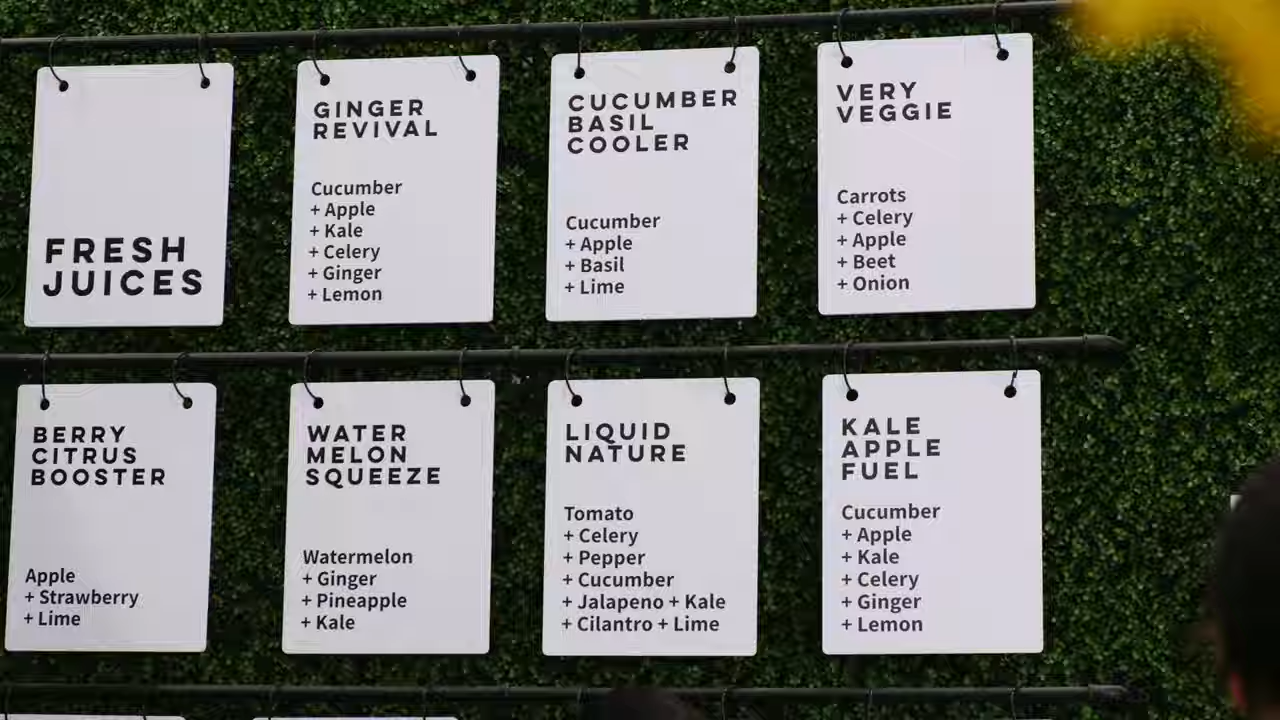 FRESH
JUICES
GINGER
REVIVAL
Cucumber
+ Apple
+ Kale
+ Celery
+ Ginger
+ Lemon
CUCUMBER
BASIL
COOLER
Cucumber
+ Apple
+ Basil
+ Lime
VERY
VEGGIE
Carrots
+ Celery
+ Apple
+ Beet
+ Onion
BERRY
CITRUS
BOOSTER
Apple
+ Strawberry
+ Lime
WATER
MELON
SQUEEZE
Watermelon
+ Ginger
+ Pineapple
+ Kale
LIQUID
NATURE
Tomato
+ Celery
+ Pepper
+ Cucumber
+ Jalapeno + Kale
+ Cilantro + Lime
KALE
APPLE
FUEL
Cucumber
+ Apple
+ Kale
+ Celery
+ Ginger
+ Lemon